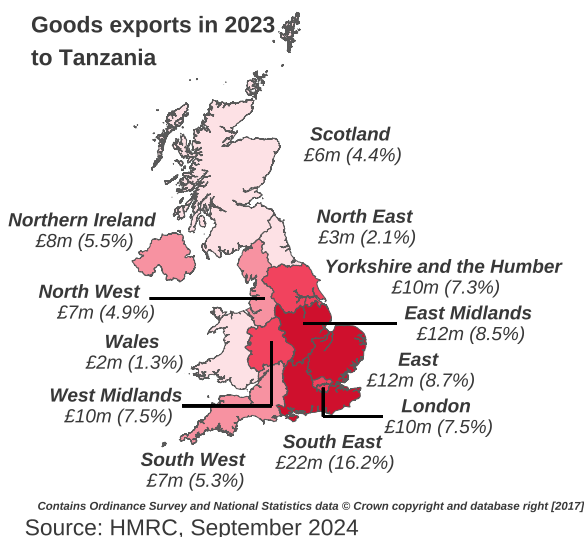 Goods exports in 2023
to Tanzania
Scotland
£6m (4.4%)
Northern Ireland
£8m (5.5%)
North East
£3m (2.1%)
Yorkshire and the Humber
£10m (7.3%)
North West
£7m (4.9%)
East Midlands
£12m (8.5%)
Wales
£2m (1.3%)
East
£12m (8.7%)
West Midlands
£10m (7.5%)
London
£10m (7.5%)
South East
£22m (16.2%)
South West
£7m (5.3%)
Contains Ordinance Survey and National Statistics data © Crown copyright and database right [2017]
Source: HMRC, September 2024